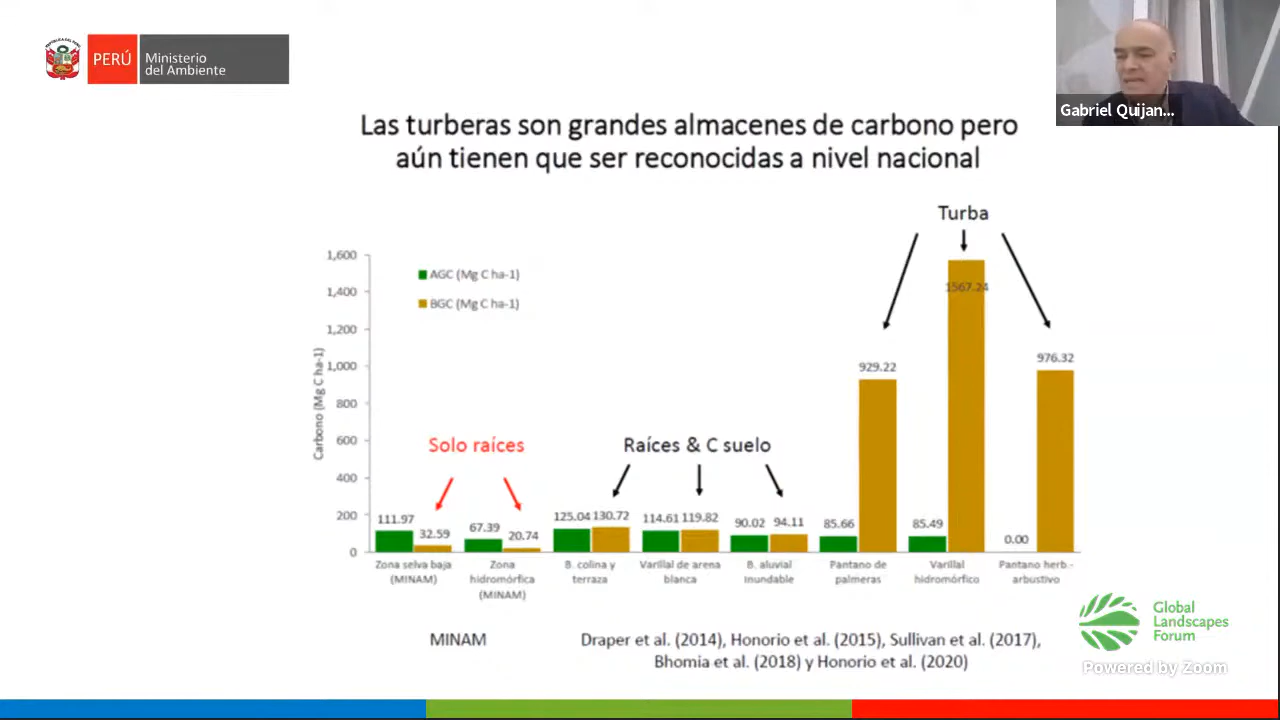 REPÚBLICA DEL PERÚ
PERÚ
Ministerio
del Ambiente
Gabriel Quijan...
Las turberas son grandes almacenes de carbono pero
aún tienen que ser reconocidas a nivel nacional
Turba
1,600
1,400
1,200
1,000
800
600
400
200
0
Carbono (Mg C ha-1)
AGC (Mg C ha-1)
BGC (Mg C ha-1)
Solo raíces
Raíces & C suelo
111.97
32.59
67.39
20.74
125.04
130.72
114.61
119.82
90.02
94.11
85.66
929.22
85.49
1567.24
0.00
976.32
Zona selva baja
(MINAM)
Zona
hidromórfica
(MINAM)
B. colina y
terraza
Varillal de arena
blanca
B. aluvial
inundable
Pantano de
palmeras
Varillal
hidromórfico
Pantano herb.-
arbustivo
MINAM
Draper et al. (2014), Honorio et al. (2015), Sullivan et al. (2017),
Bhomia et al. (2018) y Honorio et al. (2020)
Global
Landscapes
Forum
Powered by Zoom